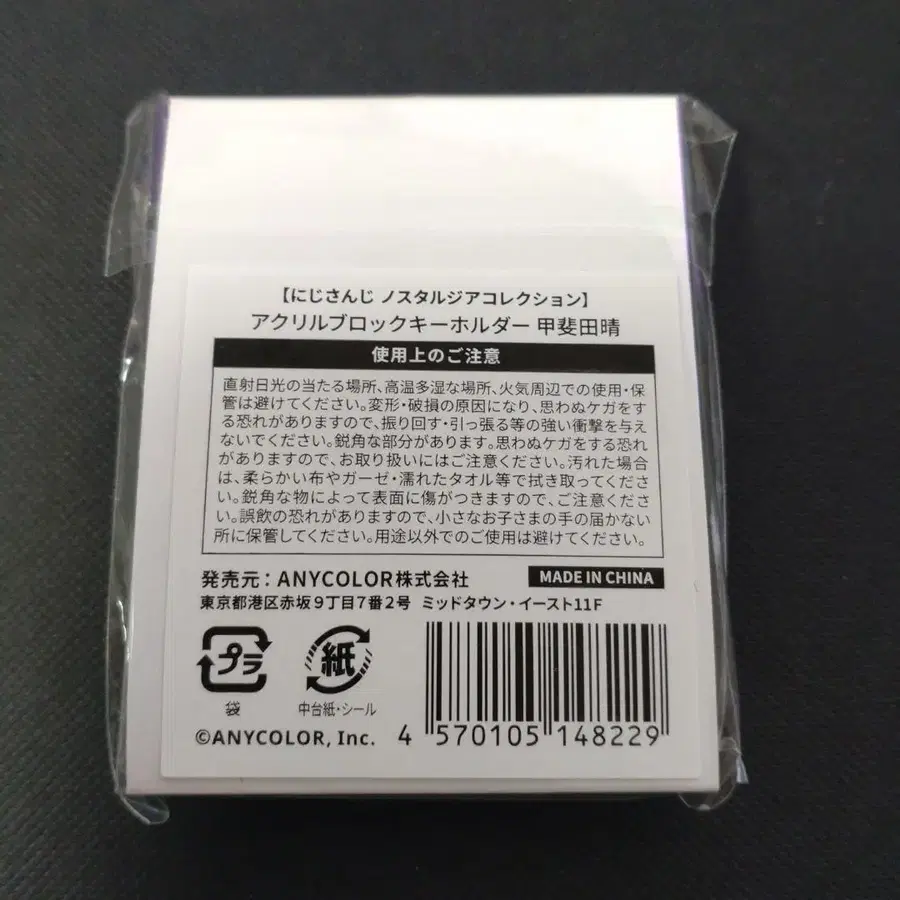 【にじさんじ ノスタルジアコレクション】
アクリルブロックキーホルダー 甲斐田晴
使用上のご注意
直射日光の当たる場所、高温多湿な場所、火気周辺での使用・保
管は避けてください。変形・破損の原因になり、思わぬケガをす
る恐れがありますので、振り回す・引っ張る等の強い衝撃を与え
ないでください。鋭角な部分があります。思わぬケガをする恐れ
がありますので、お取り扱いにはご注意ください。汚れた場合
は、柔らかい布やガーゼ・濡れたタオル等で拭き取ってくださ
い。鋭角な物によって表面に傷がつきますので、ご注意くださ
い。誤飲の恐れがありますので、小さなお子さまの手の届かない
所に保管してください。用途以外でのご使用は避けてください。
発売元：ANYCOLOR株式会社
MADE IN CHINA
東京都港区赤坂9丁目7番2号 ミッドタウン・イースト11F
プラ
紙
袋
中台紙・シール
©ANYCOLOR, Inc.
4 570105 148229